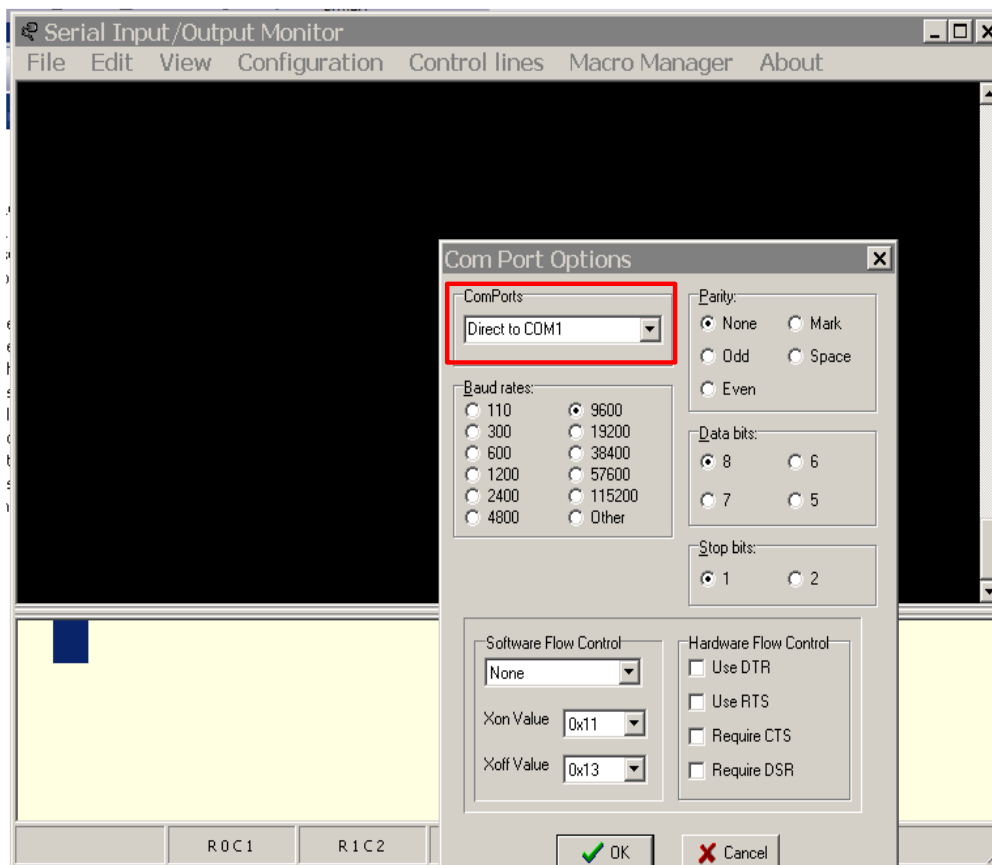 Serial Input/Output Monitor
File Edit View Configuration Control lines Macro Manager About
Com Port Options
ComPorts
Direct to COM1
Baud rates:
110 9600
300 19200
600 38400
1200 57600
2400 115200
4800 Other
Parity:
None Mark
Odd Space
Even
Data bits:
8 6
7 5
Stop bits:
1 2
Software Flow Control
None
Xon Value 0x11
Xoff Value 0x13
Hardware Flow Control
Use DTR
Use RTS
Require CTS
Require DSR
OK Cancel
R0C1 R1C2